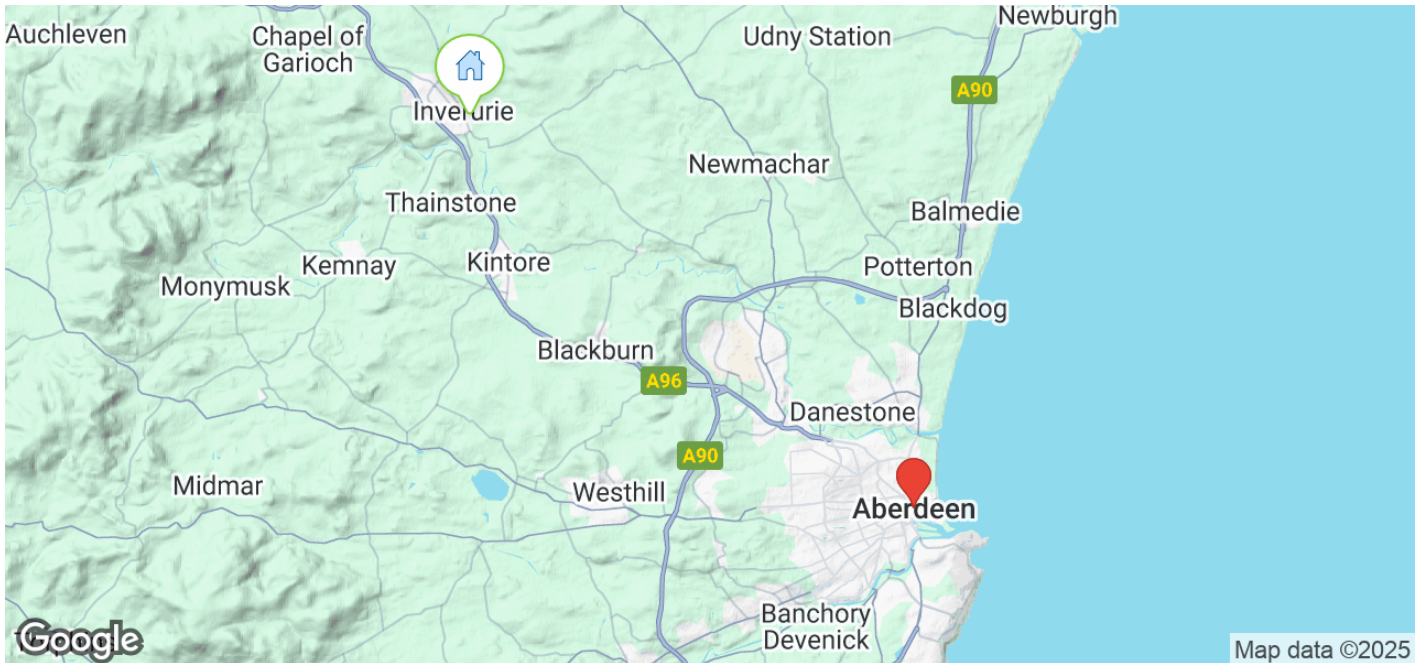 Auchleven
Chapel of
Garioch
Udny Station
Newburgh
A90
Inverurie
Newmachar
Thainstone
Balmedie
Kemnay
Kintore
Potterton
Monymusk
Blackdog
Blackburn
A96
Danestone
A90
Midmar
Westhill
Aberdeen
Banchory
Devenick
Google
Map data ©2025